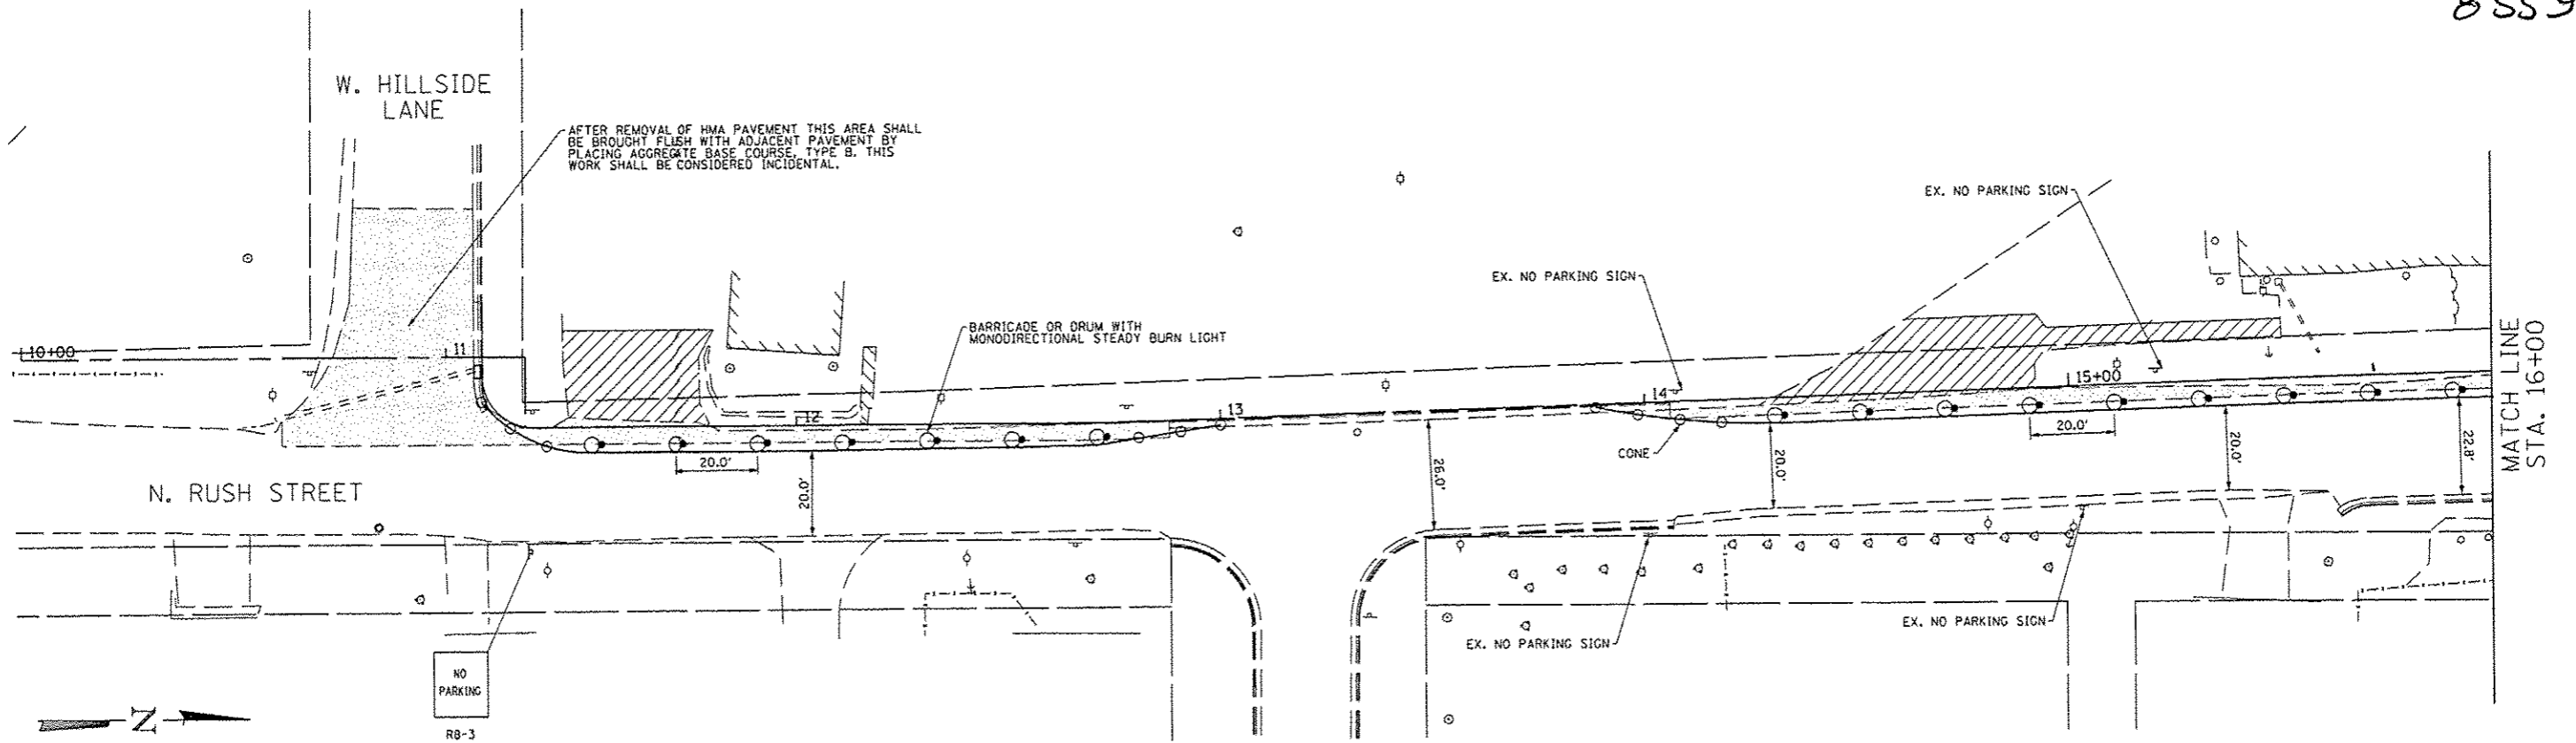 8559
W. HILLSIDE
LANE
AFTER REMOVAL OF HMA PAVEMENT THIS AREA SHALL
BE BROUGHT FLUSH WITH ADJACENT PAVEMENT BY
PLACING AGGREGATE BASE COURSE, TYPE B. THIS
WORK SHALL BE CONSIDERED INCIDENTAL.
EX. NO PARKING SIGN
EX. NO PARKING SIGN
BARRICADE OR DRUM WITH
MONODIRECTIONAL STEADY BURN LIGHT
10+00
11
12
13
14
15+00
MATCH LINE
STA. 16+00
CONE
20.0'
20.0'
26.0'
20.0'
20.0'
20.0'
22.8'
N. RUSH STREET
EX. NO PARKING SIGN
EX. NO PARKING SIGN
NO
PARKING
R8-3
Z